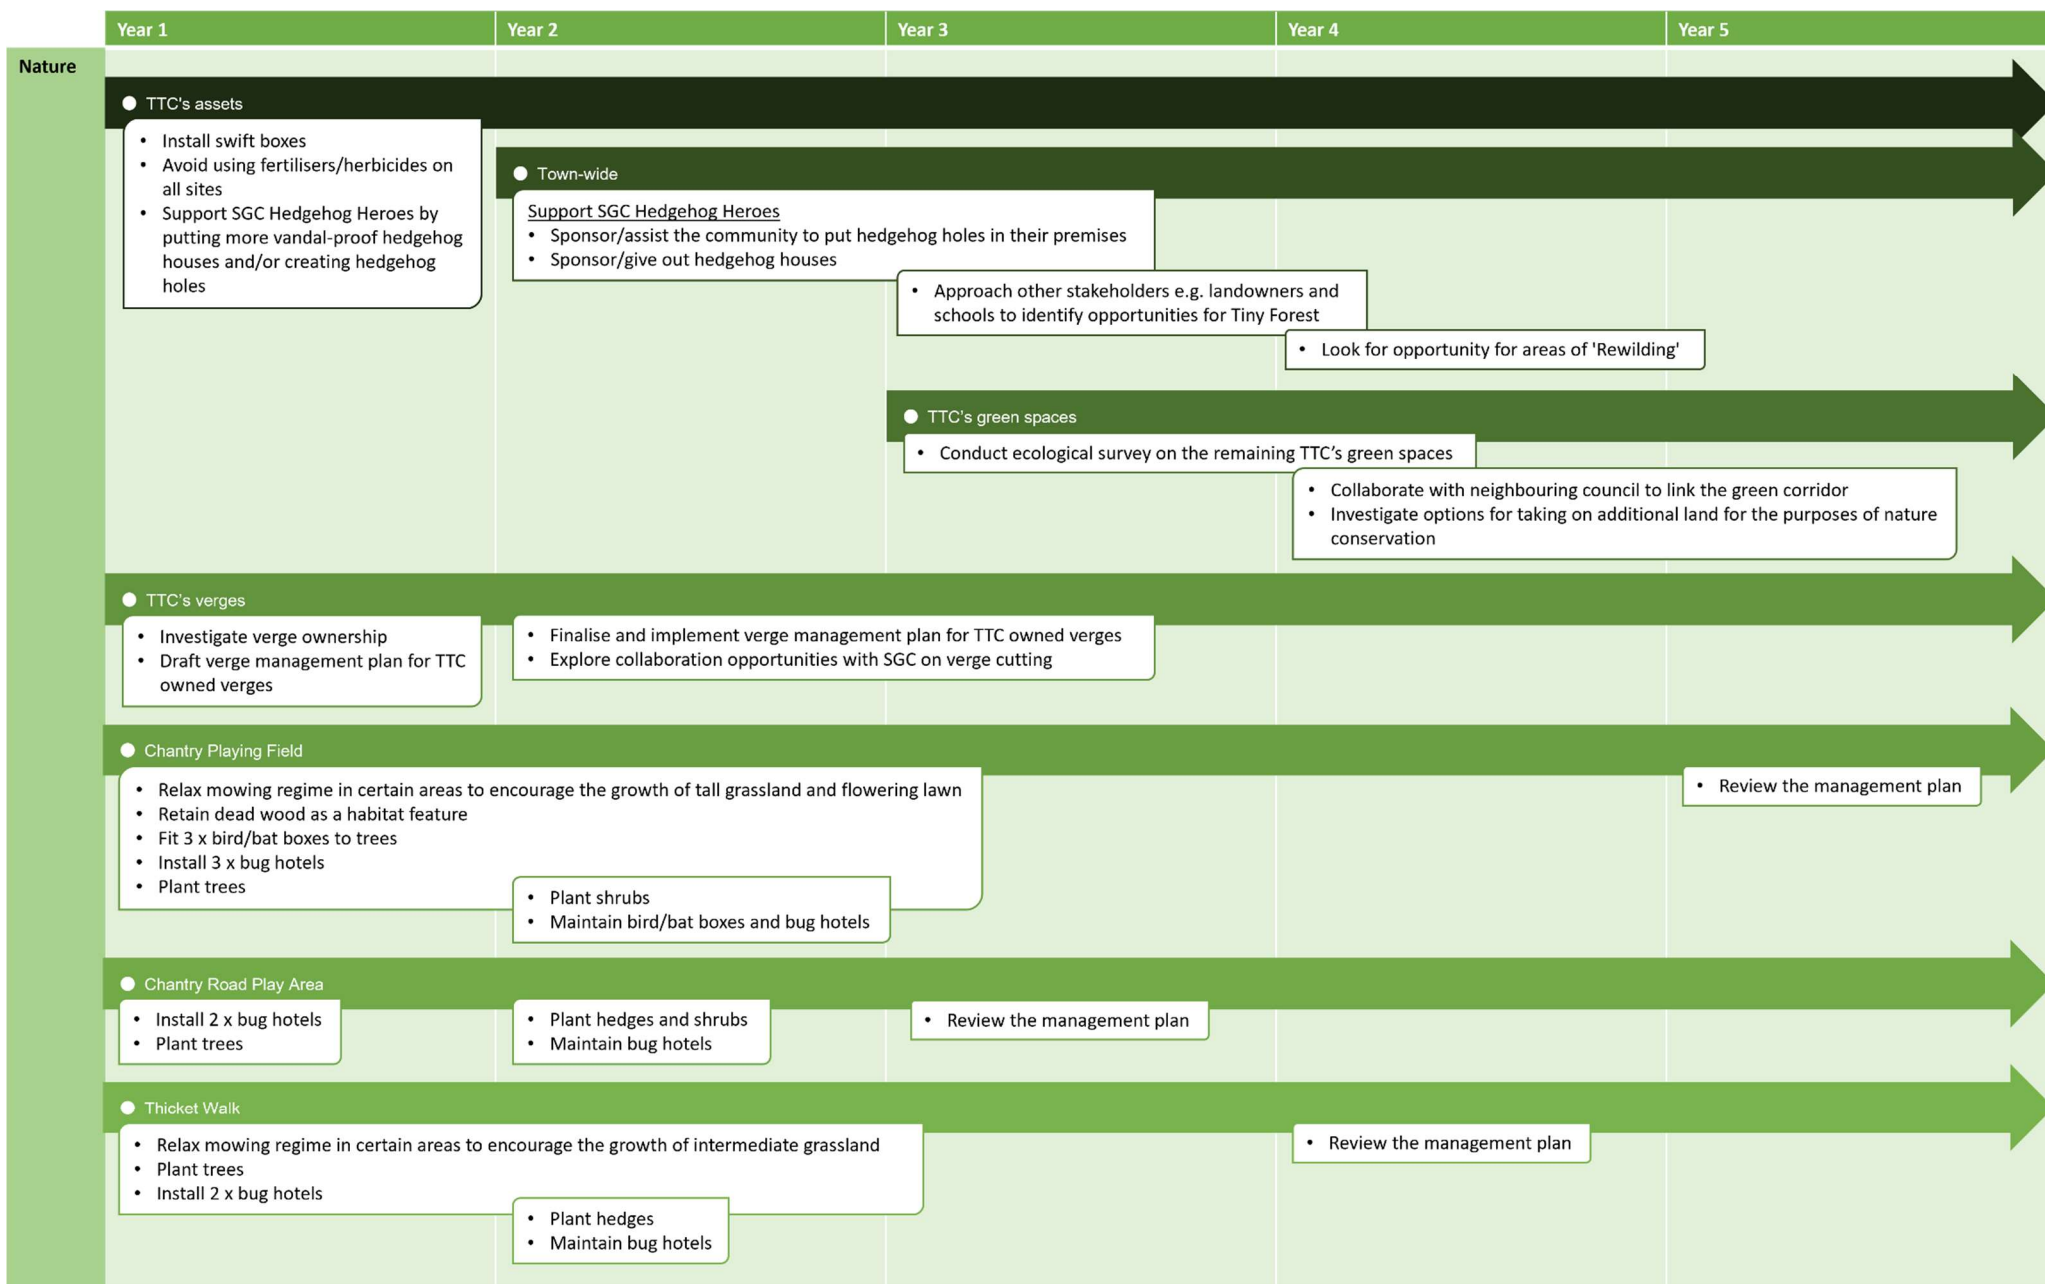 Year 1
Year 2
Year 3
Year 4
Year 5
Nature
TTC's assets
• Install swift boxes
• Avoid using fertilisers/herbicides on
all sites
• Support SGC Hedgehog Heroes by
putting more vandal-proof hedgehog
houses and/or creating hedgehog
holes
Town-wide
Support SGC Hedgehog Heroes
• Sponsor/assist the community to put hedgehog holes in their premises
• Sponsor/give out hedgehog houses
• Approach other stakeholders e.g. landowners and
schools to identify opportunities for Tiny Forest
• Look for opportunity for areas of 'Rewilding'
TTC's green spaces
• Conduct ecological survey on the remaining TTC’s green spaces
• Collaborate with neighbouring council to link the green corridor
• Investigate options for taking on additional land for the purposes of nature
conservation
TTC's verges
• Investigate verge ownership
• Draft verge management plan for TTC
owned verges
• Finalise and implement verge management plan for TTC owned verges
• Explore collaboration opportunities with SGC on verge cutting
Chantry Playing Field
• Relax mowing regime in certain areas to encourage the growth of tall grassland and flowering lawn
• Retain dead wood as a habitat feature
• Fit 3 x bird/bat boxes to trees
• Install 3 x bug hotels
• Plant trees
• Plant shrubs
• Maintain bird/bat boxes and bug hotels
• Review the management plan
Chantry Road Play Area
• Install 2 x bug hotels
• Plant trees
• Plant hedges and shrubs
• Maintain bug hotels
• Review the management plan
Thicket Walk
• Relax mowing regime in certain areas to encourage the growth of intermediate grassland
• Plant trees
• Install 2 x bug hotels
• Plant hedges
• Maintain bug hotels
• Review the management plan